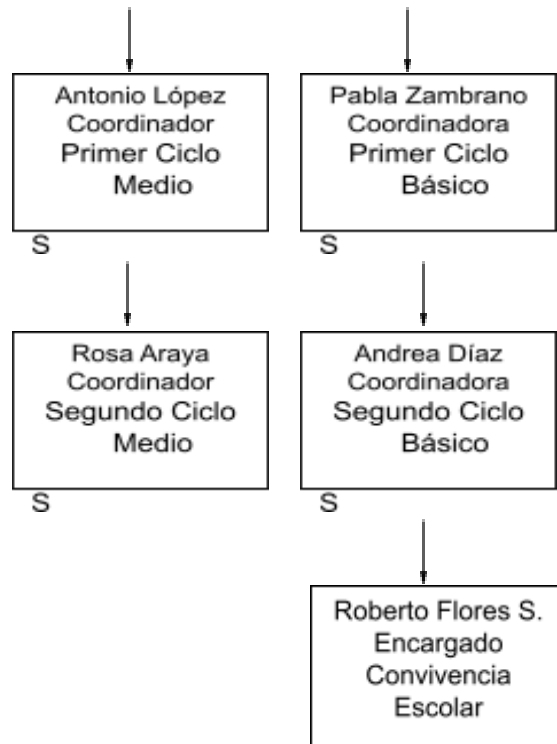 Antonio López
Coordinador
Primer Ciclo
Medio
S
Pabla Zambrano
Coordinadora
Primer Ciclo
Básico
S
Rosa Araya
Coordinador
Segundo Ciclo
Medio
S
Andrea Díaz
Coordinadora
Segundo Ciclo
Básico
S
Roberto Flores S.
Encargado
Convivencia
Escolar